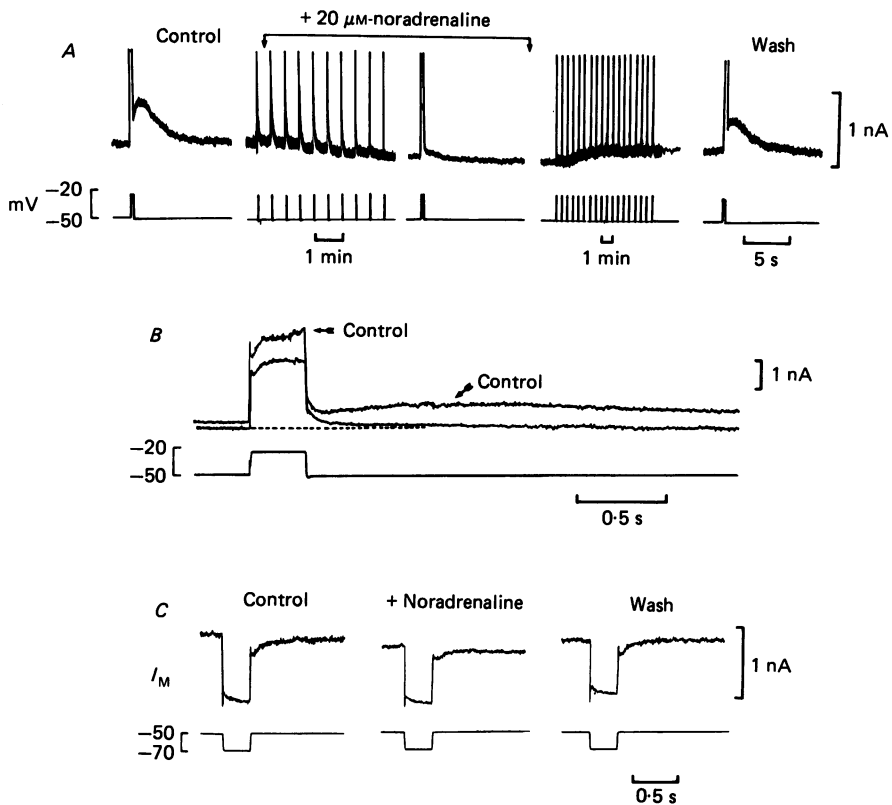 + 20 μM-noradrenaline
A
Control
Wash
1 nA
mV
−20
−50
1 min
1 min
5 s
B
Control
Control
1 nA
−20
−50
0·5 s
C
Control
+ Noradrenaline
Wash
1 nA
IM
−50
−70
0·5 s